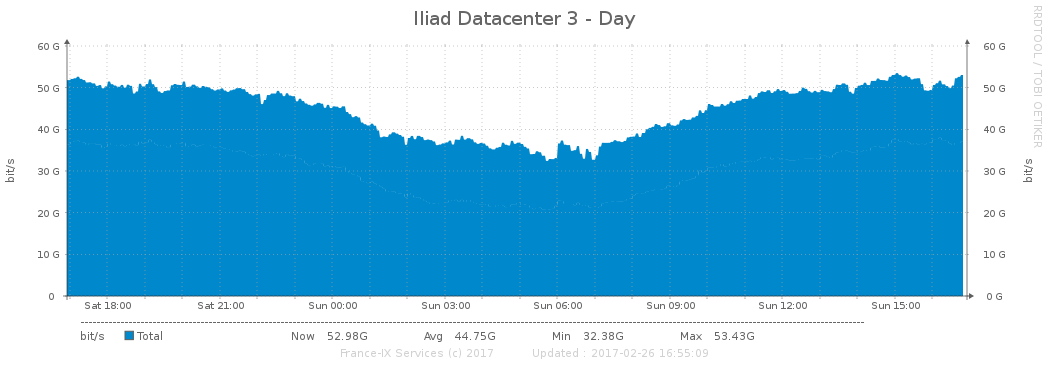 Iliad Datacenter 3 - Day
RRDTOOL / TOBI OETIKER
60 G 60 G
50 G 50 G
40 G 40 G
30 G 30 G
20 G 20 G
10 G 10 G
0 0 G
bit/s bit/s
Sat 18:00 Sat 21:00 Sun 00:00 Sun 03:00 Sun 06:00 Sun 09:00 Sun 12:00 Sun 15:00
bit/s Total Now 52.98G Avg 44.75G Min 32.38G Max 53.43G
France-IX Services (c) 2017 Updated : 2017-02-26 16:55:09